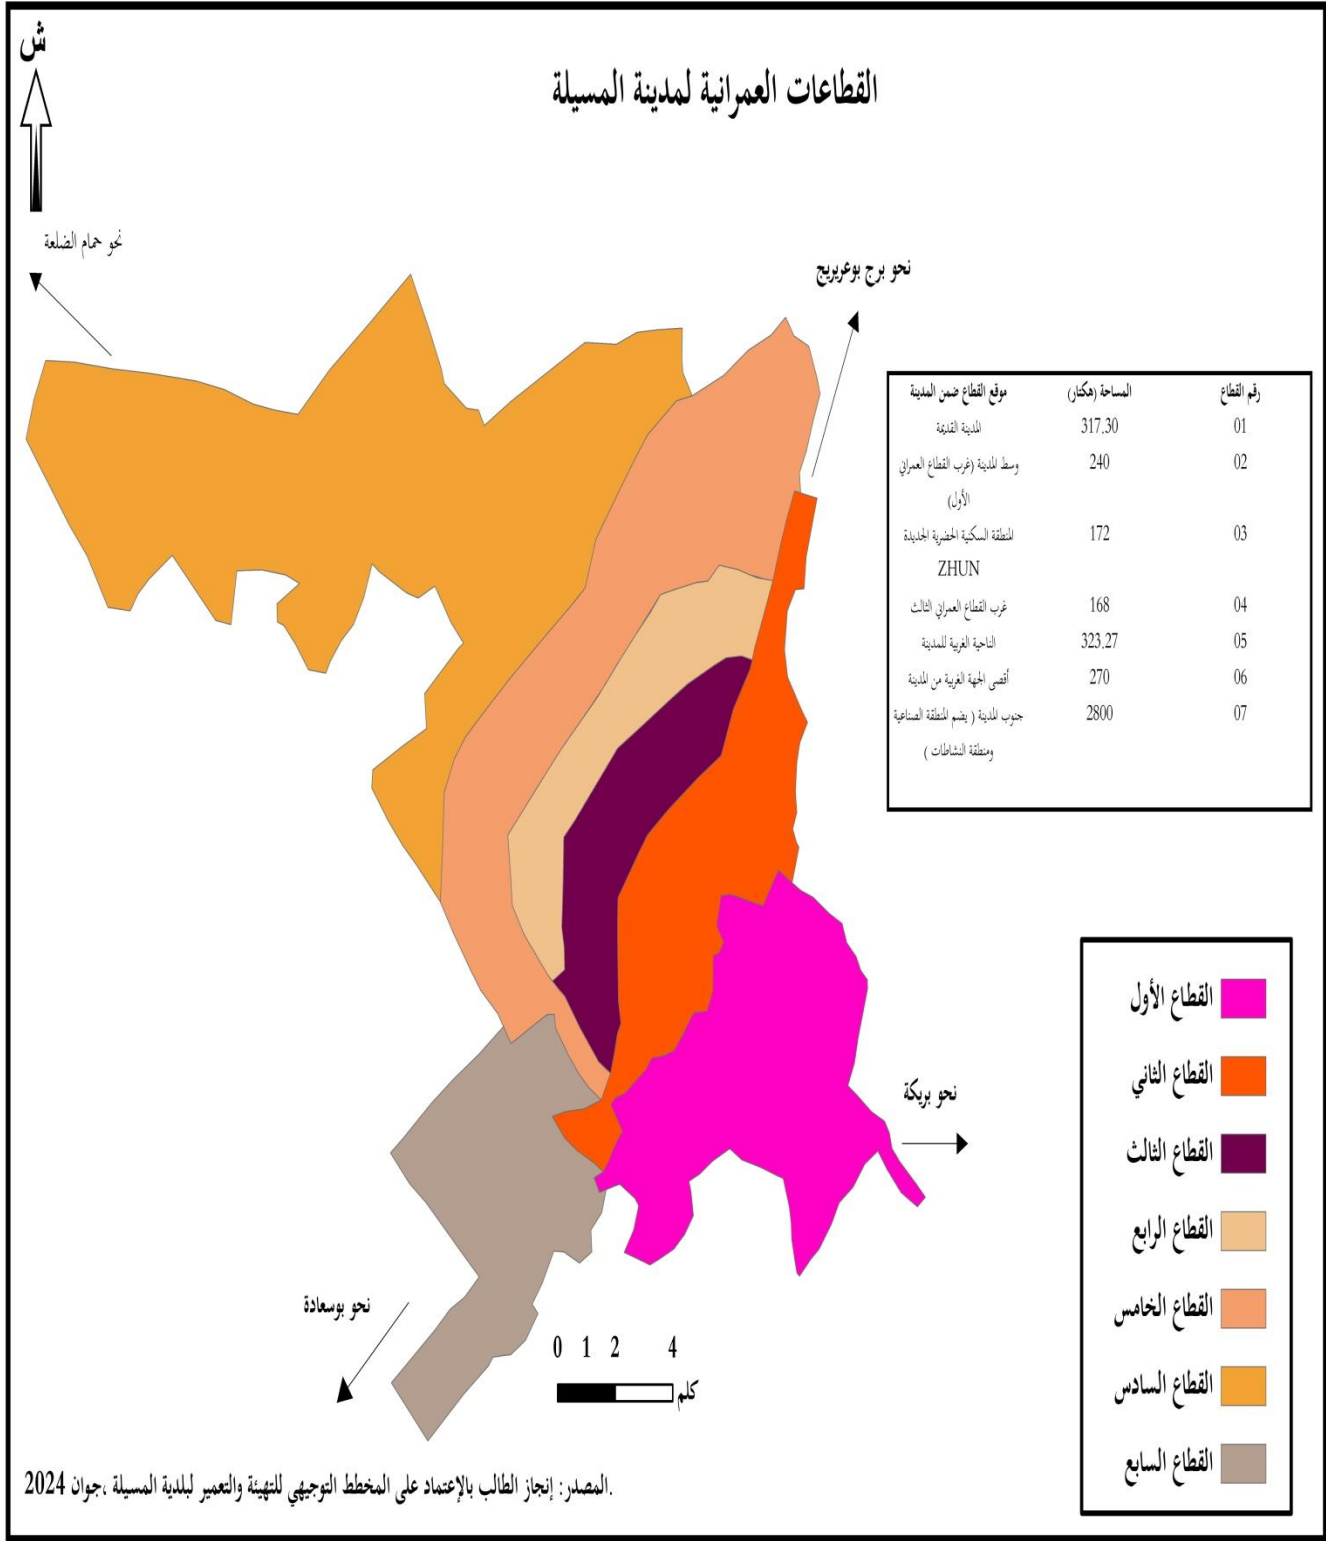 ش
القطاعات العمرانية لمدينة المسيلة
نحو حمام الضلعة
نحو برج بوعريريج
رقم القطاع المساحة (هكتار) موقع القطاع ضمن المدينة
01 317.30 المدينة القديمة
02 240 وسط المدينة (غرب القطاع العمراني
الأول)
03 172 المنطقة السكنية الحضرية الجديدة
ZHUN
04 168 غرب القطاع العمراني الثالث
05 323.27 الناحية الغربية للمدينة
06 270 أقصى الجهة الغربية من المدينة
07 2800 جنوب المدينة ( يضم المنطقة الصناعية
ومنطقة النشاطات )
القطاع الأول
القطاع الثاني
القطاع الثالث
القطاع الرابع
القطاع الخامس
القطاع السادس
القطاع السابع
نحو بريكة
نحو بوسعادة
0 1 2 4
كلم
المصدر: إنجاز الطالب بالإعتماد على المخطط التوجيهي للتهيئة والتعمير لبلدية المسيلة ،جوان 2024.